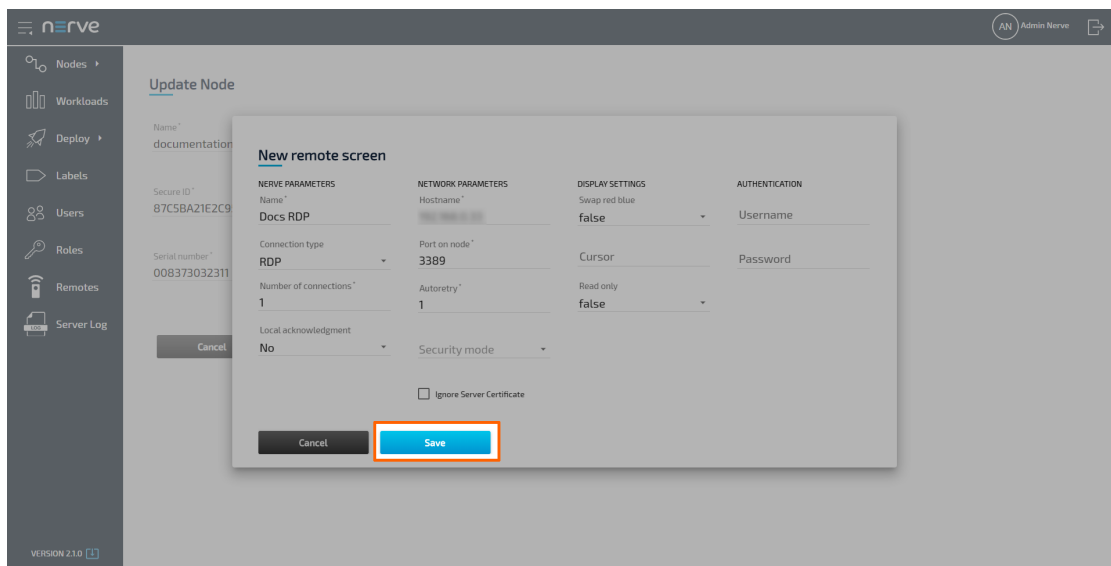 nerve
AN Admin Nerve
Nodes
Workloads
Deploy
Labels
Users
Roles
Remotes
LOG Server Log
VERSION 2.1.0
Update Node
Name*
documentation
Secure ID*
87C5BA21E2C9
Serial number*
008373032311
Cancel
New remote screen
NERVE PARAMETERS NETWORK PARAMETERS DISPLAY SETTINGS AUTHENTICATION
Name* Hostname* Swap red blue
Docs RDP false Username
Connection type Port on node*
RDP 3389 Cursor Password
Number of connections* Autoretry* Read only
1 1 false
Local acknowledgment
No Security mode
Ignore Server Certificate
Cancel Save